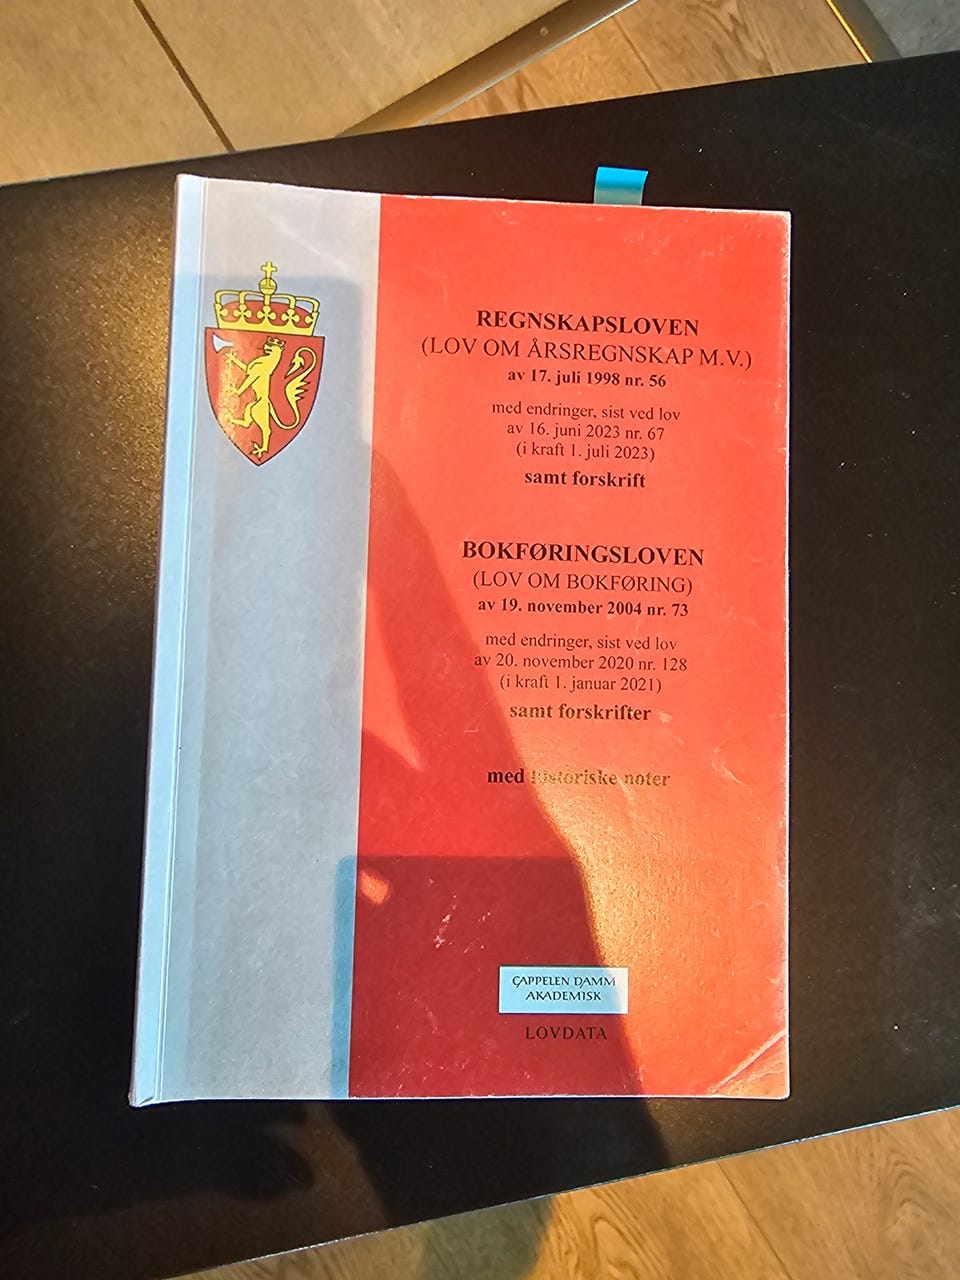 REGNSKAPSLOVEN
(LOV OM ÅRSREGNSKAP M.V.)
av 17. juli 1998 nr. 56
med endringer, sist ved lov
av 16. juni 2023 nr. 67
(i kraft 1. juli 2023)
samt forskrift
BOKFØRINGSLOVEN
(LOV OM BOKFØRING)
av 19. november 2004 nr. 73
med endringer, sist ved lov
av 20. november 2020 nr. 128
(i kraft 1. januar 2021)
samt forskrifter
med historiske noter
CAPPELEN DAMM
AKADEMISK
LOVDATA